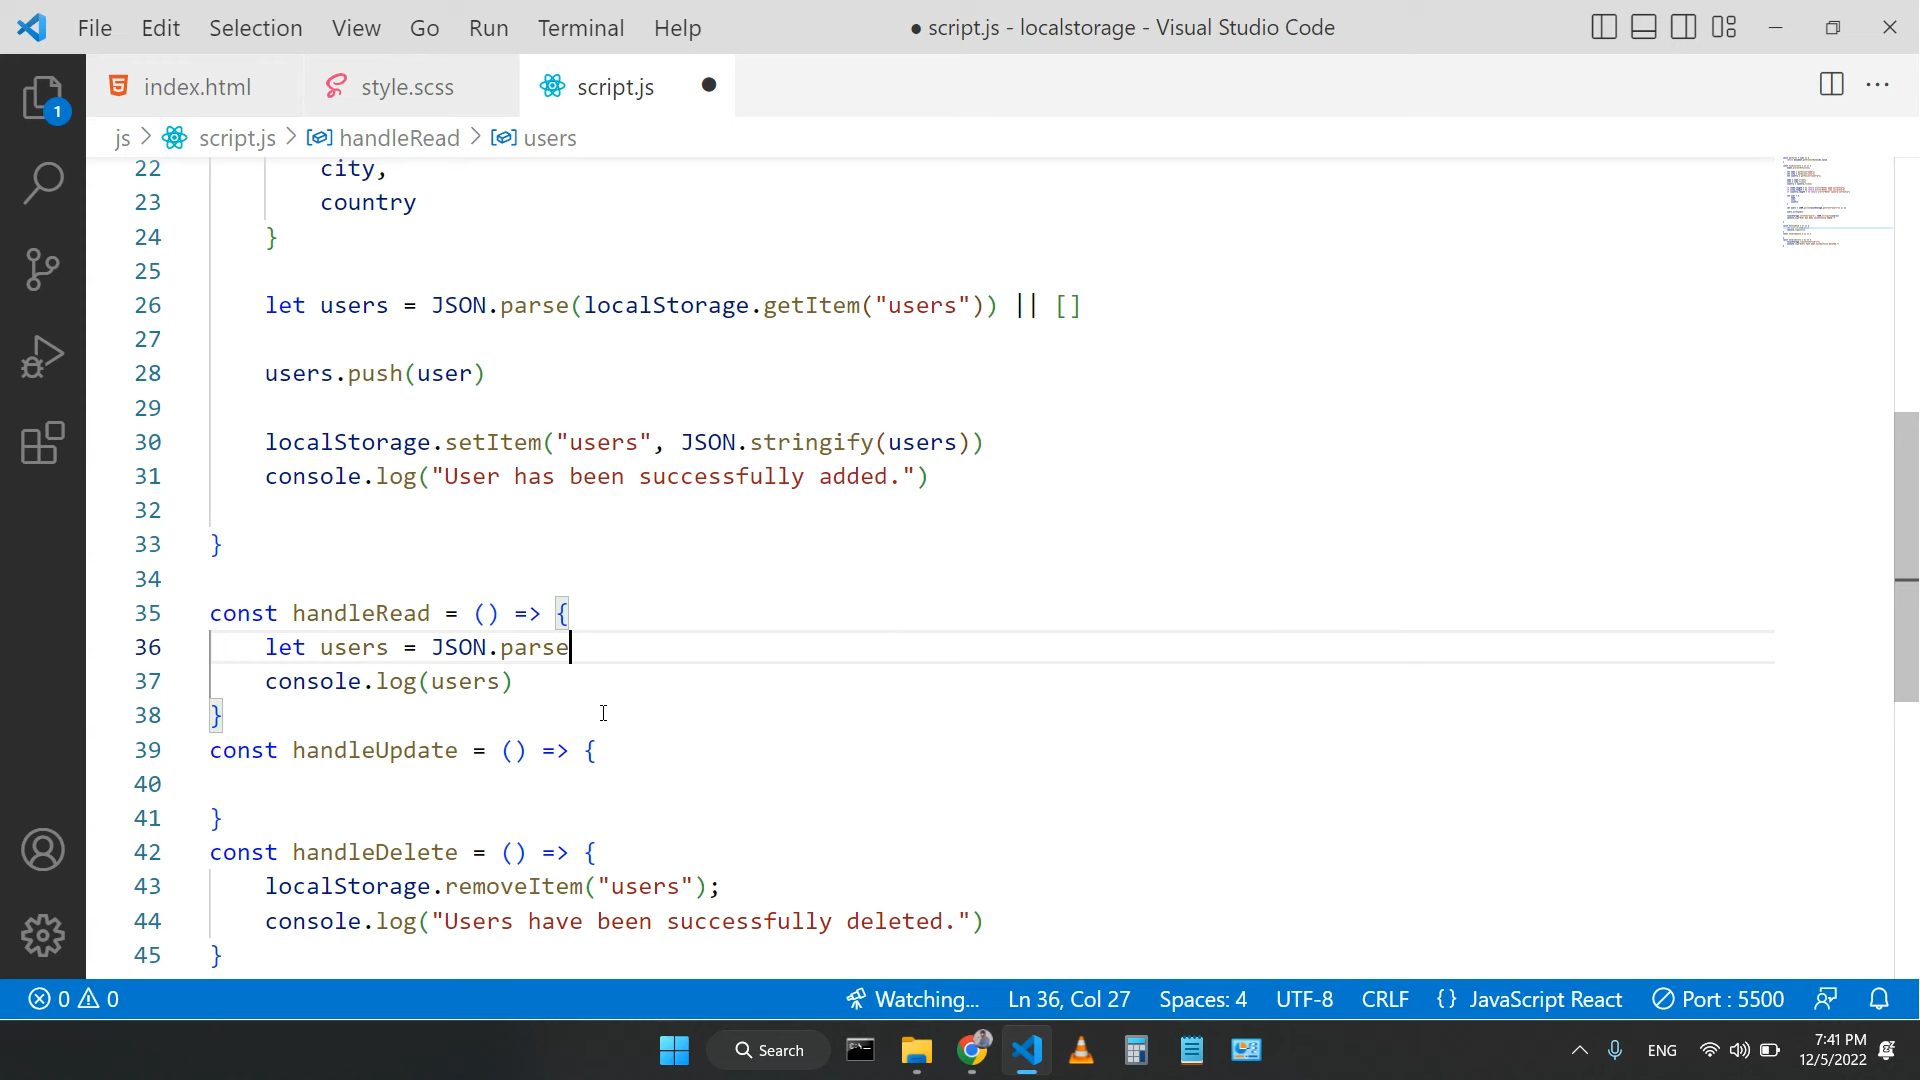 File Edit Selection View Go Run Terminal Help
● script.js - localstorage - Visual Studio Code
index.html style.scss script.js
1
js > script.js > handleRead > users
22 city,
23 country
24 }
25
26 let users = JSON.parse(localStorage.getItem("users")) || []
27
28 users.push(user)
29
30 localStorage.setItem("users", JSON.stringify(users))
31 console.log("User has been successfully added.")
32
33 }
34
35 const handleRead = () => {
36 let users = JSON.parse
37 console.log(users)
38 }
39 const handleUpdate = () => {
40
41 }
42 const handleDelete = () => {
43 localStorage.removeItem("users");
44 console.log("Users have been successfully deleted.")
45 }
0 0 Watching... Ln 36, Col 27 Spaces: 4 UTF-8 CRLF {} JavaScript React Port : 5500
Search ENG 7:41 PM
12/5/2022